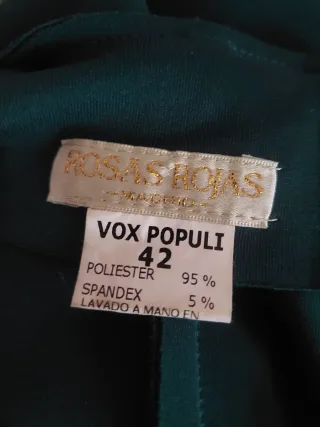 ROSAS ROJAS
VOX POPULI
42
POLIESTER 95 %
SPANDEX 5 %
LAVADO A MANO EN